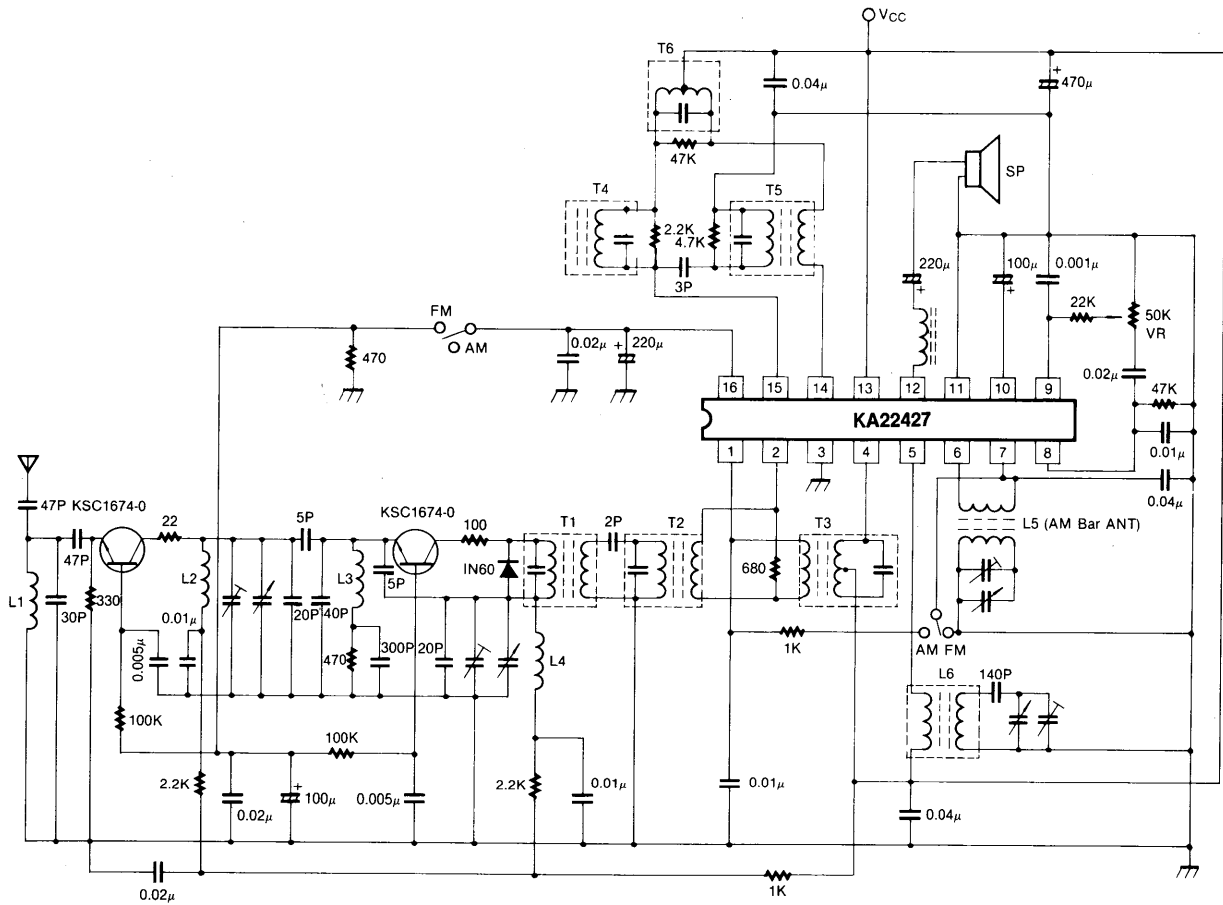 VCC
T6
0.04μ
470μ
47K
SP
T4
T5
2.2K
4.7K
3P
220μ
100μ
0.001μ
22K
50K
VR
FM
AM
470
0.02μ
220μ
0.02μ
47K
0.01μ
0.04μ
16
15
14
13
12
11
10
9
KA22427
1
2
3
4
5
6
7
8
47P
KSC1674-0
47P
22
5P
KSC1674-0
100
T1
2P
T2
T3
L5 (AM Bar ANT)
L1
30P
330
L2
L3
5P
IN60
680
0.005μ
0.01μ
20P
40P
470
300P
20P
L4
1K
AM
FM
L6
140P
100K
100K
2.2K
0.02μ
100μ
0.005μ
2.2K
0.01μ
0.01μ
0.04μ
0.02μ
1K